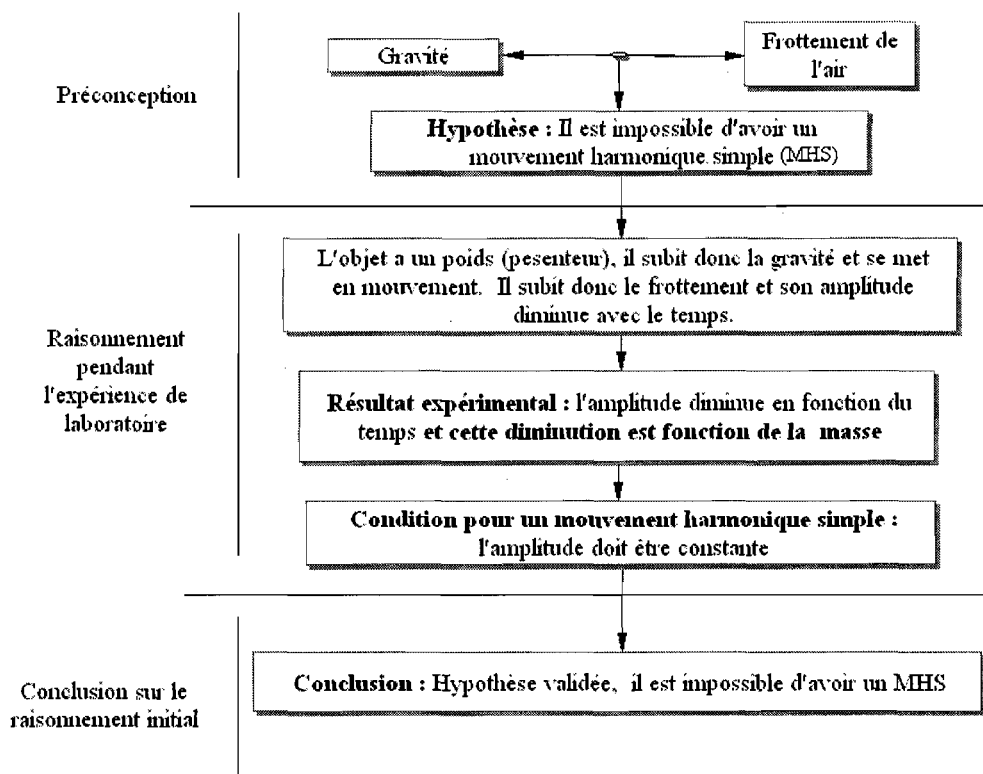 Gravité
Frottement de
l'air
Préconception
Hypothèse : Il est impossible d'avoir un
mouvement harmonique simple (MHS)
L'objet a un poids (pesenteur), il subit donc la gravité et se met
en mouvement. Il subit donc le frottement et son amplitude
diminue avec le temps.
Raisonnement
pendant
l'expérience de
laboratoire
Résultat expérimental : l'amplitude diminue en fonction du
temps et cette diminution est fonction de la masse
Condition pour un mouvement harmonique simple :
l'amplitude doit être constante
Conclusion sur le
raisonnement initial
Conclusion : Hypothèse validée, il est impossible d'avoir un MHS